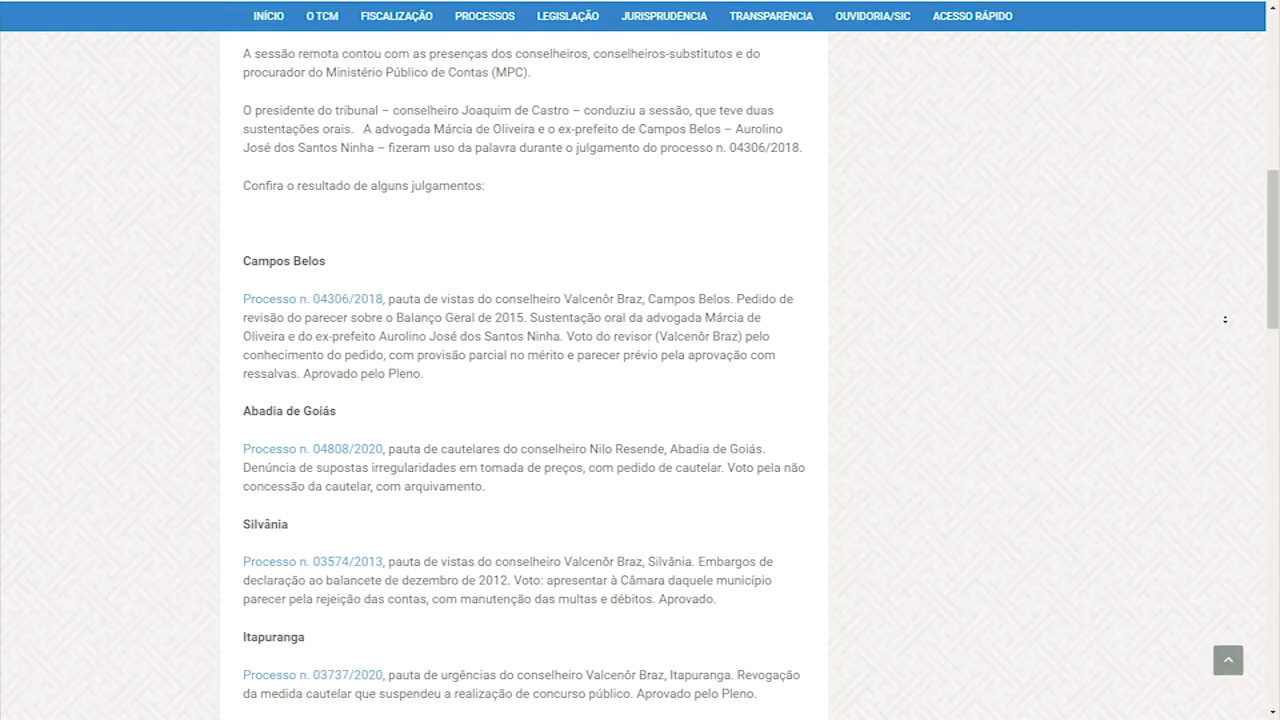 INÍCIO O TCM FISCALIZAÇÃO PROCESSOS LEGISLAÇÃO JURISPRUDÊNCIA TRANSPARÊNCIA OUVIDORIA/SIC ACESSO RÁPIDO
A sessão remota contou com as presenças dos conselheiros, conselheiros-substitutos e do
procurador do Ministério Público de Contas (MPC).
O presidente do tribunal – conselheiro Joaquim de Castro – conduziu a sessão, que teve duas
sustentações orais. A advogada Márcia de Oliveira e o ex-prefeito de Campos Belos – Aurolino
José dos Santos Ninha – fizeram uso da palavra durante o julgamento do processo n. 04306/2018.
Confira o resultado de alguns julgamentos:
Campos Belos
Processo n. 04306/2018, pauta de vistas do conselheiro Valcenôr Braz, Campos Belos. Pedido de
revisão do parecer sobre o Balanço Geral de 2015. Sustentação oral da advogada Márcia de
Oliveira e do ex-prefeito Aurolino José dos Santos Ninha. Voto do revisor (Valcenôr Braz) pelo
conhecimento do pedido, com provisão parcial no mérito e parecer prévio pela aprovação com
ressalvas. Aprovado pelo Pleno.
Abadia de Goiás
Processo n. 04808/2020, pauta de cautelares do conselheiro Nilo Resende, Abadia de Goiás.
Denúncia de supostas irregularidades em tomada de preços, com pedido de cautelar. Voto pela não
concessão da cautelar, com arquivamento.
Silvânia
Processo n. 03574/2013, pauta de vistas do conselheiro Valcenôr Braz, Silvânia. Embargos de
declaração ao balancete de dezembro de 2012. Voto: apresentar à Câmara daquele município
parecer pela rejeição das contas, com manutenção das multas e débitos. Aprovado.
Itapuranga
Processo n. 03737/2020, pauta de urgências do conselheiro Valcenôr Braz, Itapuranga. Revogação
da medida cautelar que suspendeu a realização de concurso público. Aprovado pelo Pleno.